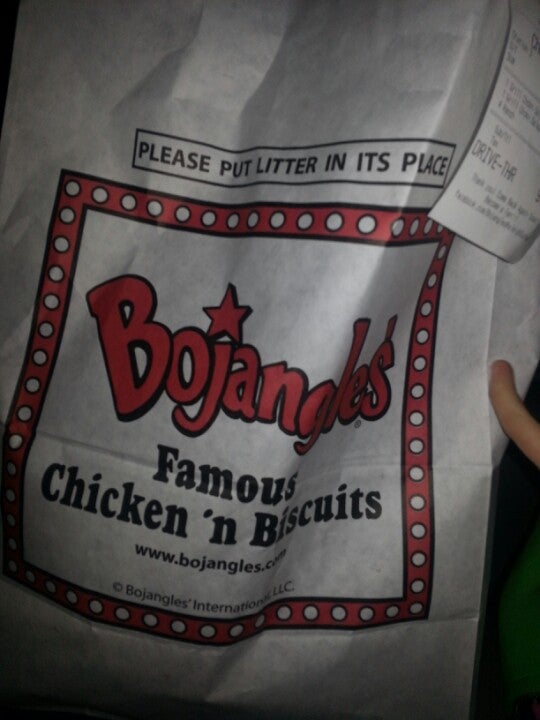 PLEASE PUT LITTER IN ITS PLACE
DRIVE-THR
Bojangles'
®
Famous
Chicken 'n Biscuits
www.bojangles.com
© Bojangles' International, LLC.